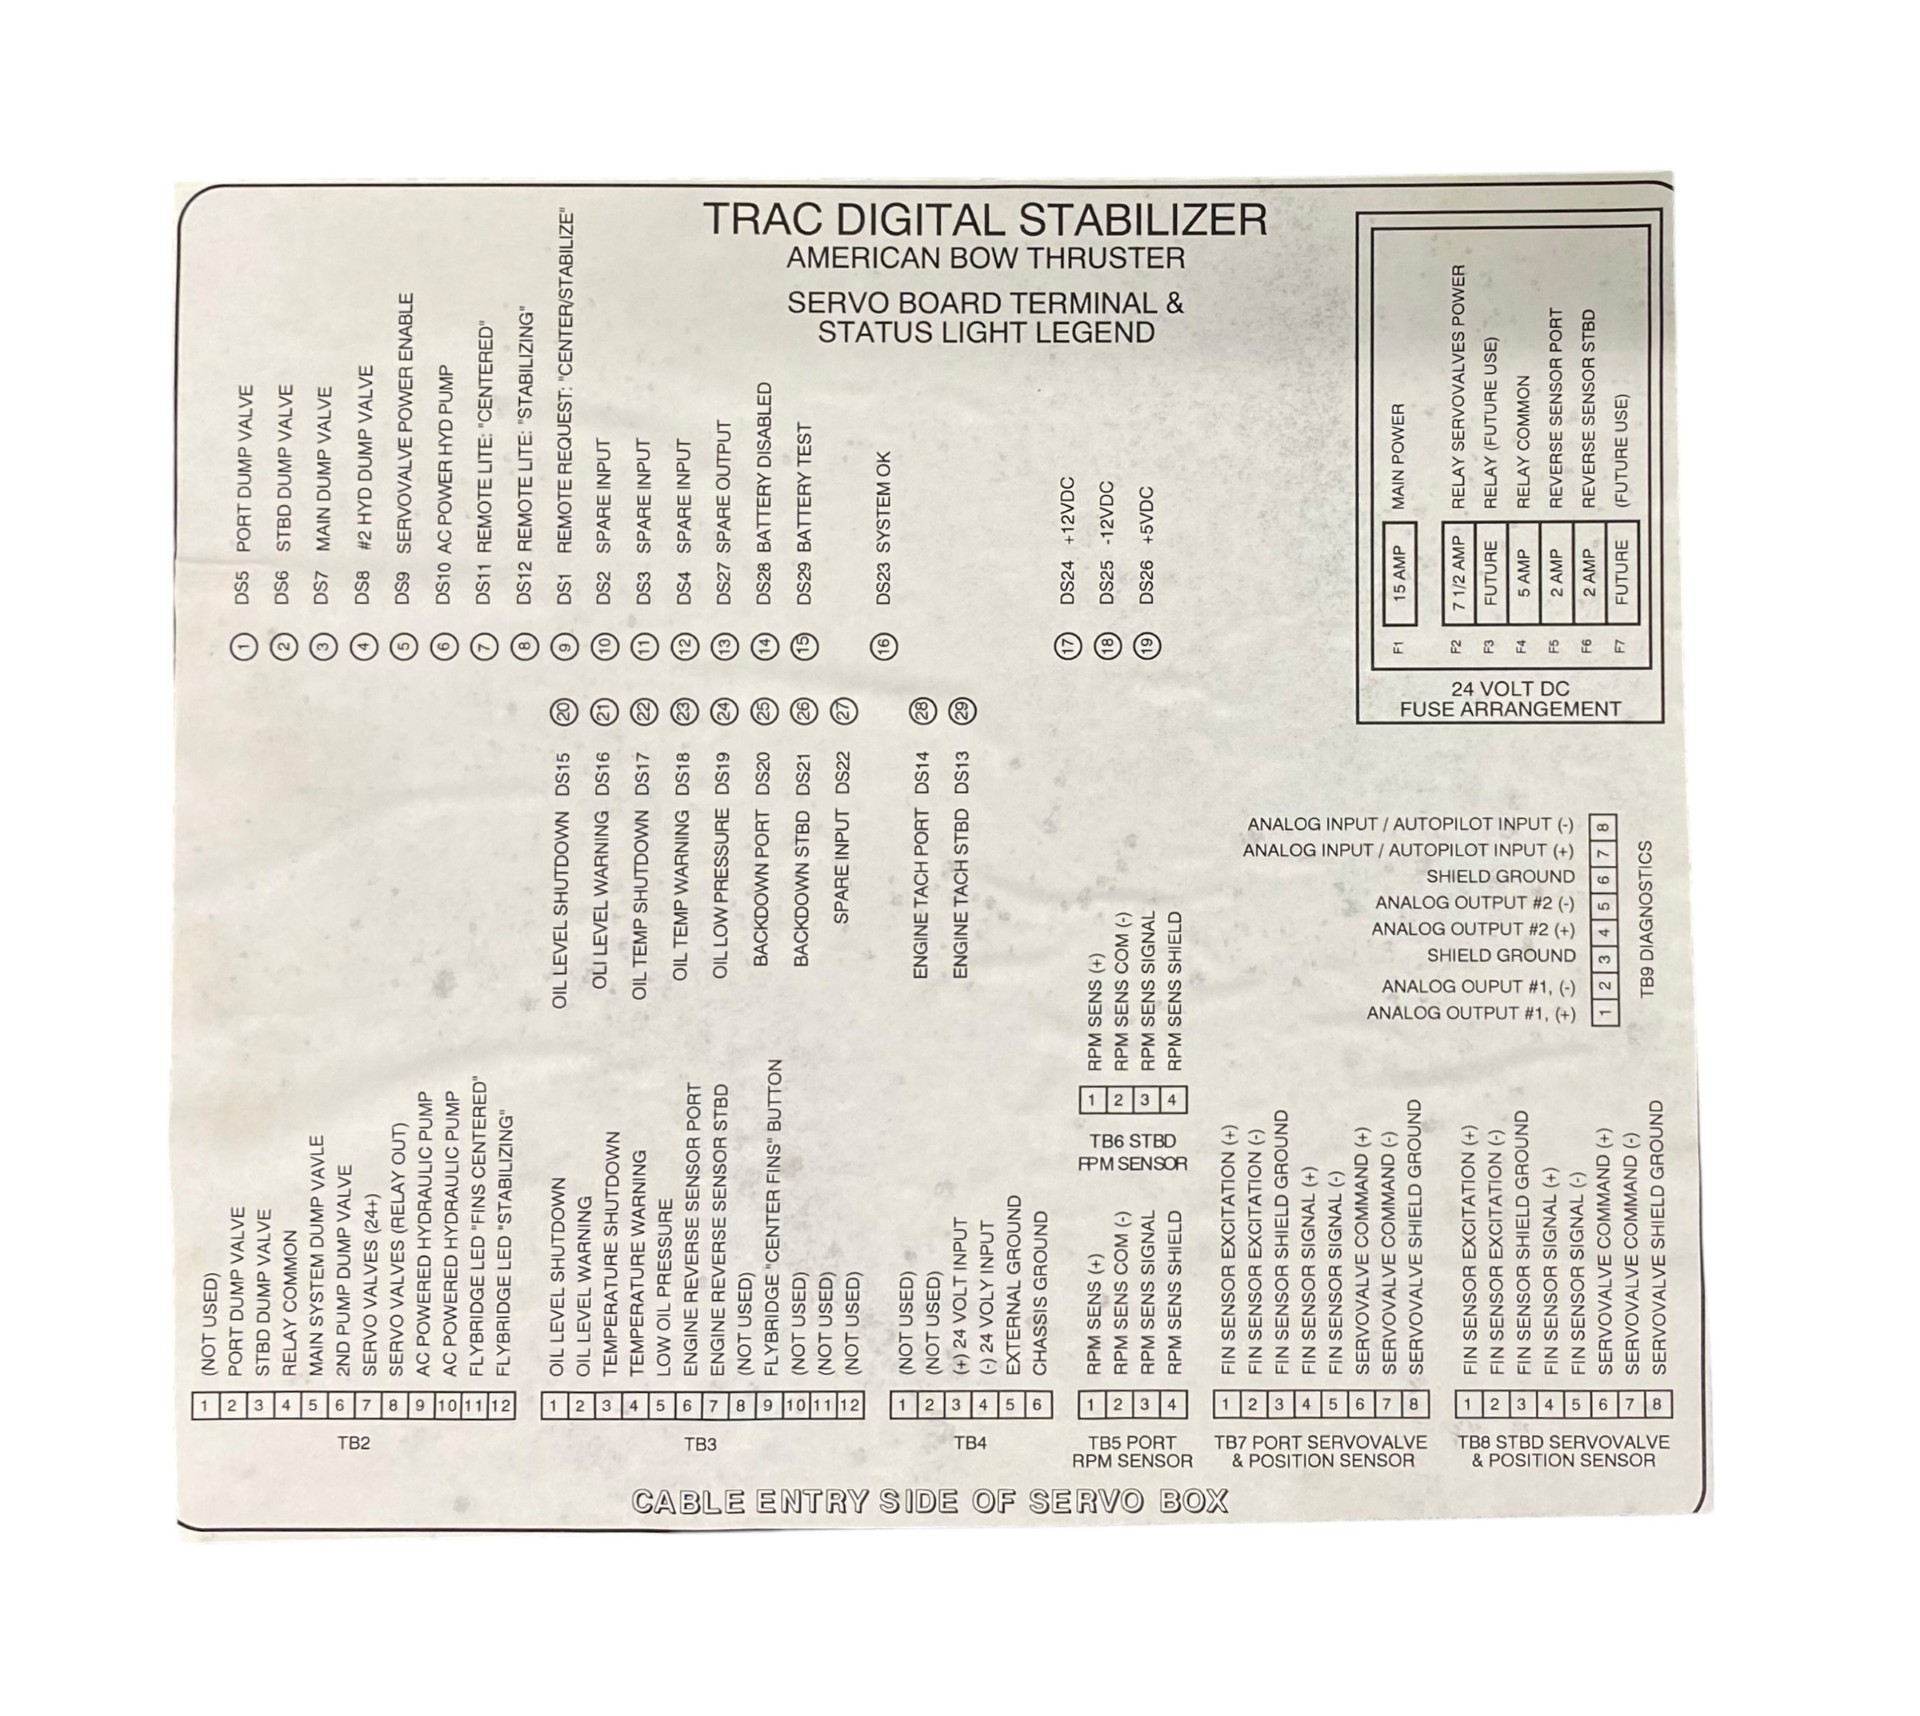 TRAC DIGITAL STABILIZER
AMERICAN BOW THRUSTER
SERVO BOARD TERMINAL &
STATUS LIGHT LEGEND
1 DS5 PORT DUMP VALVE
2 DS6 STBD DUMP VALVE
3 DS7 MAIN DUMP VALVE
4 DS8 #2 HYD DUMP VALVE
5 DS9 SERVOVALVE POWER ENABLE
6 DS10 AC POWER HYD PUMP
7 DS11 REMOTE LITE: "CENTERED"
8 DS12 REMOTE LITE: "STABILIZING"
9 DS1 REMOTE REQUEST: "CENTER/STABILIZE"
10 DS2 SPARE INPUT
11 DS3 SPARE INPUT
12 DS4 SPARE INPUT
13 DS27 SPARE OUTPUT
14 DS28 BATTERY DISABLED
15 DS29 BATTERY TEST
16 DS23 SYSTEM OK
17 DS24 +12VDC
18 DS25 -12VDC
19 DS26 +5VDC
F1 15 AMP MAIN POWER
F2 7 1/2 AMP RELAY SERVOVALVES POWER
F3 FUTURE RELAY (FUTURE USE)
F4 5 AMP RELAY COMMON
F5 2 AMP REVERSE SENSOR PORT
F6 2 AMP REVERSE SENSOR STBD
F7 FUTURE (FUTURE USE)
24 VOLT DC
FUSE ARRANGEMENT
OIL LEVEL SHUTDOWN DS15 20
OLI LEVEL WARNING DS16 21
OIL TEMP SHUTDOWN DS17 22
OIL TEMP WARNING DS18 23
OIL LOW PRESSURE DS19 24
BACKDOWN PORT DS20 25
BACKDOWN STBD DS21 26
SPARE INPUT DS22 27
ENGINE TACH PORT DS14 28
ENGINE TACH STBD DS13 29
ANALOG INPUT / AUTOPILOT INPUT (-) 8
ANALOG INPUT / AUTOPILOT INPUT (+) 7
SHIELD GROUND 6
ANALOG OUTPUT #2 (-) 5
ANALOG OUTPUT #2 (+) 4
SHIELD GROUND 3
ANALOG OUPUT #1, (-) 2
ANALOG OUTPUT #1, (+) 1
TB9 DIAGNOSTICS
1 RPM SENS (+)
2 RPM SENS COM (-)
3 RPM SENS SIGNAL
4 RPM SENS SHIELD
TB6 STBD
RPM SENSOR
1 (NOT USED)
2 PORT DUMP VALVE
3 STBD DUMP VALVE
4 RELAY COMMON
5 MAIN SYSTEM DUMP VAVLE
6 2ND PUMP DUMP VALVE
7 SERVO VALVES (24+)
8 SERVO VALVES (RELAY OUT)
9 AC POWERED HYDRAULIC PUMP
10 AC POWERED HYDRAULIC PUMP
11 FLYBRIDGE LED "FINS CENTERED"
12 FLYBRIDGE LED "STABILIZING"
TB2
1 OIL LEVEL SHUTDOWN
2 OIL LEVEL WARNING
3 TEMPERATURE SHUTDOWN
4 TEMPERATURE WARNING
5 LOW OIL PRESSURE
6 ENGINE REVERSE SENSOR PORT
7 ENGINE REVERSE SENSOR STBD
8 (NOT USED)
9 FLYBRIDGE "CENTER FINS" BUTTON
10 (NOT USED)
11 (NOT USED)
12 (NOT USED)
TB3
1 (NOT USED)
2 (NOT USED)
3 (+) 24 VOLT INPUT
4 (-) 24 VOLY INPUT
5 EXTERNAL GROUND
6 CHASSIS GROUND
TB4
1 RPM SENS (+)
2 RPM SENS COM (-)
3 RPM SENS SIGNAL
4 RPM SENS SHIELD
TB5 PORT
RPM SENSOR
1 FIN SENSOR EXCITATION (+)
2 FIN SENSOR EXCITATION (-)
3 FIN SENSOR SHIELD GROUND
4 FIN SENSOR SIGNAL (+)
5 FIN SENSOR SIGNAL (-)
6 SERVOVALVE COMMAND (+)
7 SERVOVALVE COMMAND (-)
8 SERVOVALVE SHIELD GROUND
TB7 PORT SERVOVALVE
& POSITION SENSOR
1 FIN SENSOR EXCITATION (+)
2 FIN SENSOR EXCITATION (-)
3 FIN SENSOR SHIELD GROUND
4 FIN SENSOR SIGNAL (+)
5 FIN SENSOR SIGNAL (-)
6 SERVOVALVE COMMAND (+)
7 SERVOVALVE COMMAND (-)
8 SERVOVALVE SHIELD GROUND
TB8 STBD SERVOVALVE
& POSITION SENSOR
CABLE ENTRY SIDE OF SERVO BOX